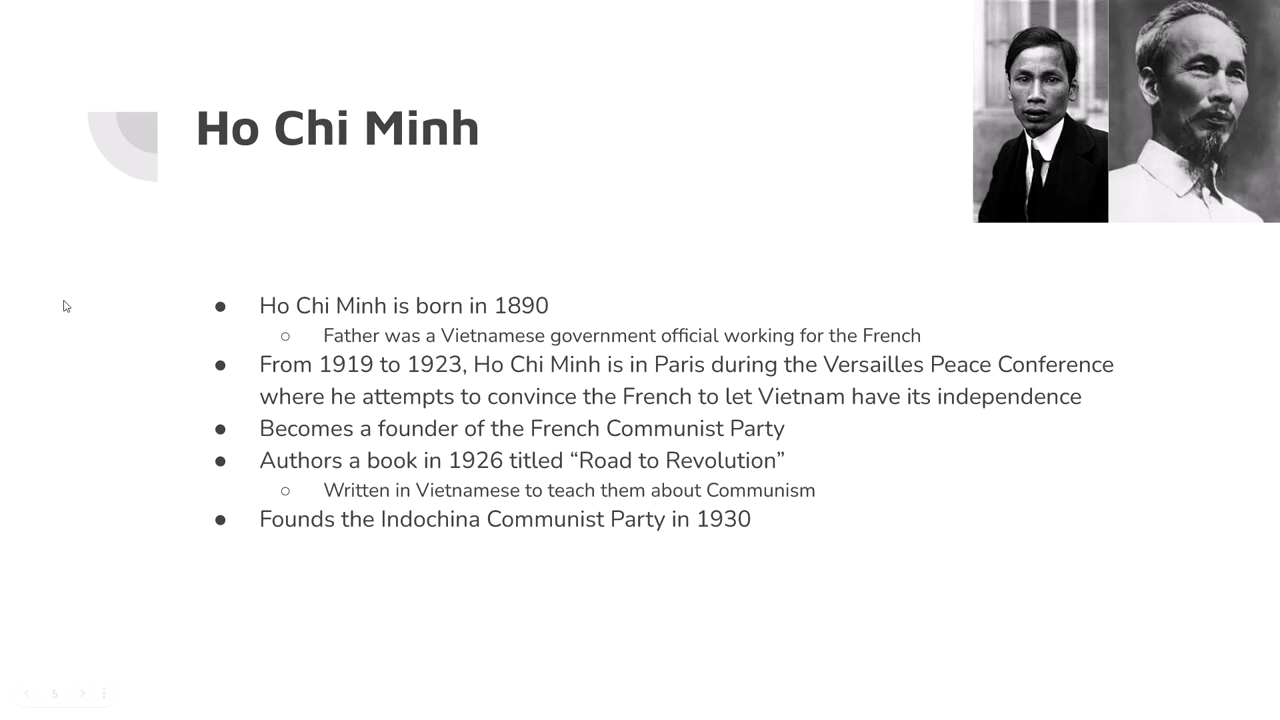 Ho Chi Minh
● Ho Chi Minh is born in 1890
○ Father was a Vietnamese government official working for the French
● From 1919 to 1923, Ho Chi Minh is in Paris during the Versailles Peace Conference
where he attempts to convince the French to let Vietnam have its independence
● Becomes a founder of the French Communist Party
● Authors a book in 1926 titled “Road to Revolution”
○ Written in Vietnamese to teach them about Communism
● Founds the Indochina Communist Party in 1930
5